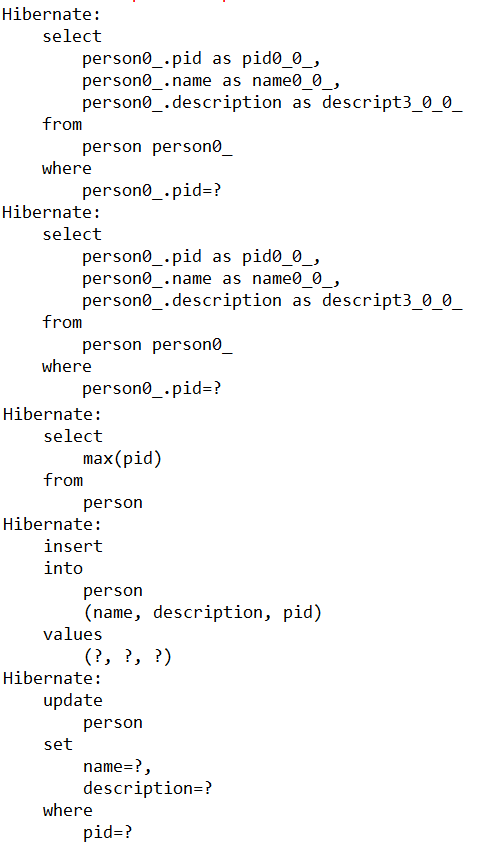 Hibernate:
    select
        person0_.pid as pid0_0_,
        person0_.name as name0_0_,
        person0_.description as descript3_0_0_
    from
        person person0_
    where
        person0_.pid=?
Hibernate:
    select
        person0_.pid as pid0_0_,
        person0_.name as name0_0_,
        person0_.description as descript3_0_0_
    from
        person person0_
    where
        person0_.pid=?
Hibernate:
    select
        max(pid)
    from
        person
Hibernate:
    insert
    into
        person
        (name, description, pid)
    values
        (?, ?, ?)
Hibernate:
    update
        person
    set
        name=?,
        description=?
    where
        pid=?